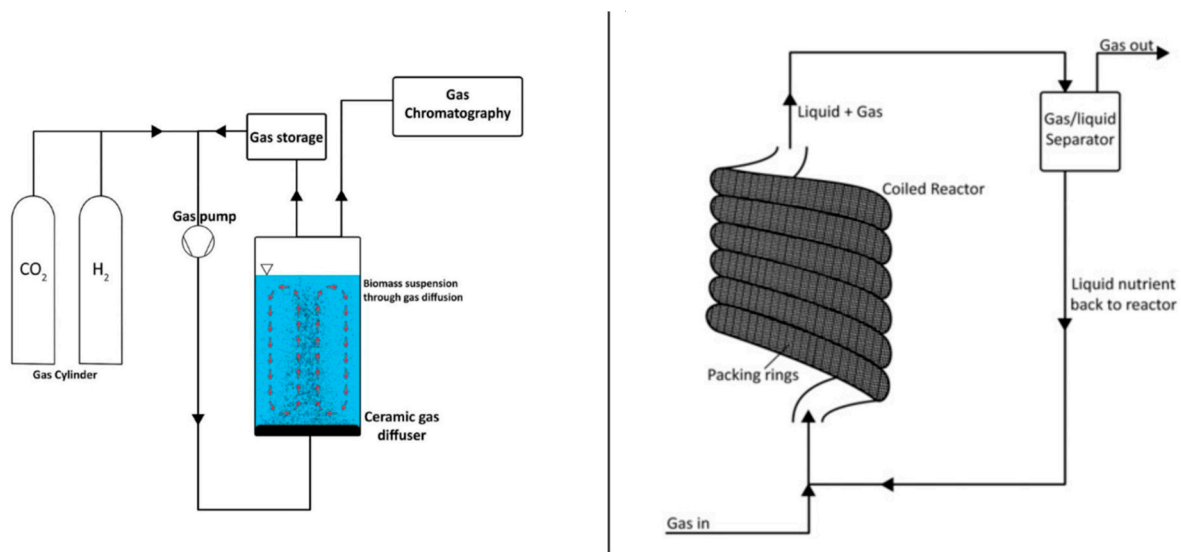 Gas
Chromatography
Gas storage
Gas pump
CO₂
H₂
Biomass suspension
through gas diffusion
Gas Cylinder
Ceramic gas
diffuser
Gas out
Liquid + Gas
Gas/liquid
Separator
Coiled Reactor
Liquid nutrient
back to reactor
Packing rings
Gas in